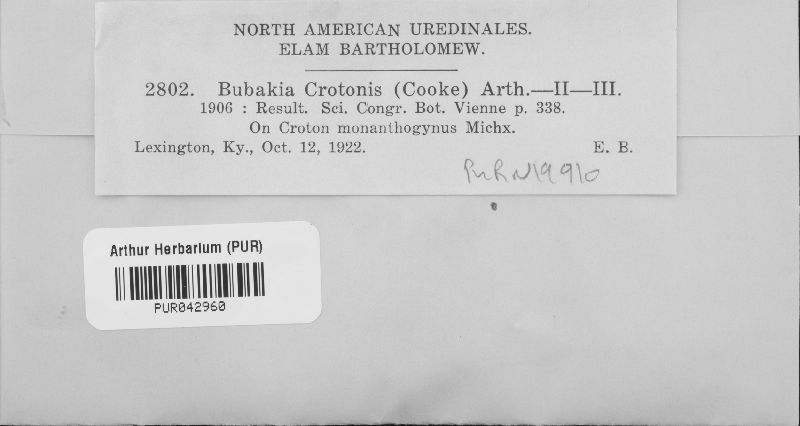 NORTH AMERICAN UREDINALES.
ELAM BARTHOLOMEW.
2802. Bubakia Crotonis (Cooke) Arth.—II—III.
1906 : Result. Sci. Congr. Bot. Vienne p. 338.
On Croton monanthogynus Michx.
Lexington, Ky., Oct. 12, 1922. E. B.
PUR N19910
Arthur Herbarium (PUR)
PUR042960